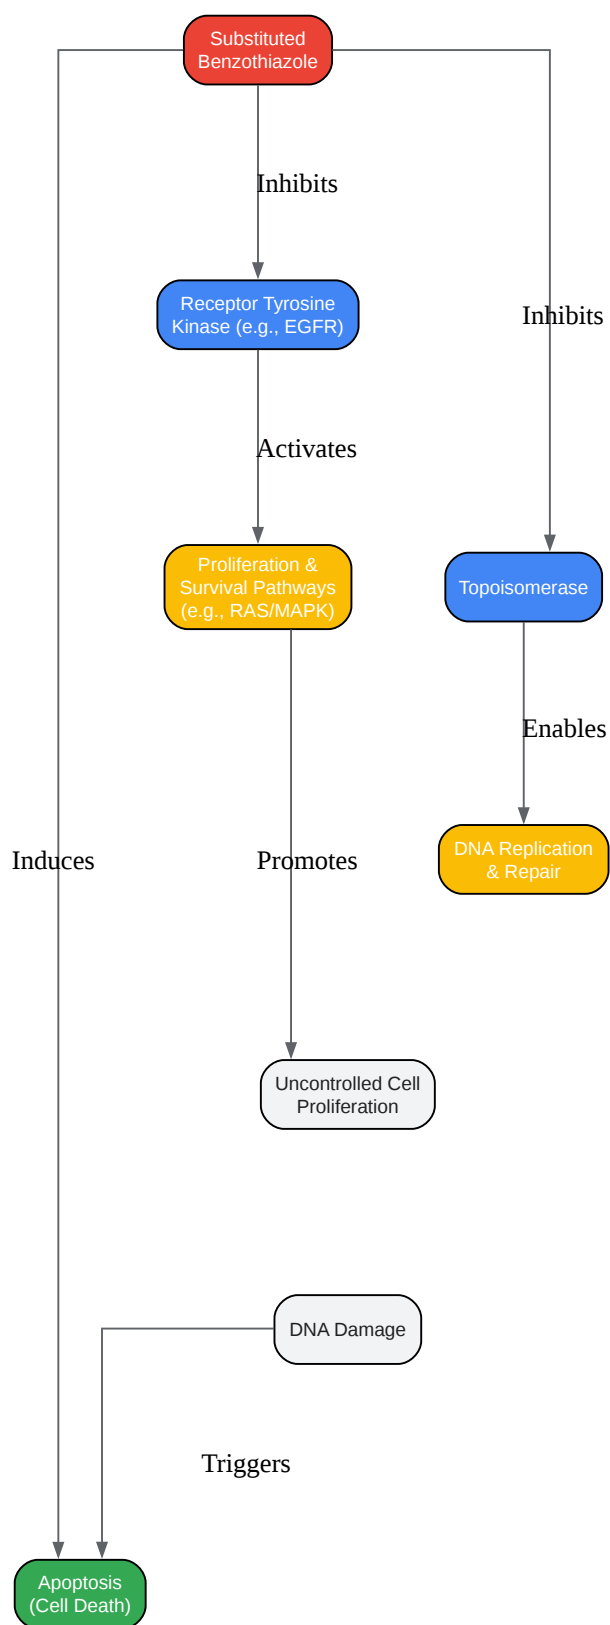 Substituted
Benzothiazole
Inhibits
Receptor Tyrosine
Kinase (e.g., EGFR)
Inhibits
Activates
Proliferation &
Survival Pathways
(e.g., RAS/MAPK)
Topoisomerase
Enables
Induces
Promotes
DNA Replication
& Repair
Uncontrolled Cell
Proliferation
DNA Damage
Triggers
Apoptosis
(Cell Death)